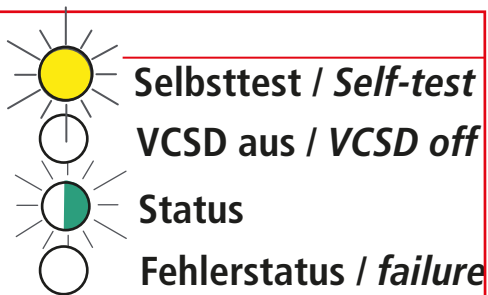 Selbsttest / Self-test
VCSD aus / VCSD off
Status
Fehlerstatus / failure